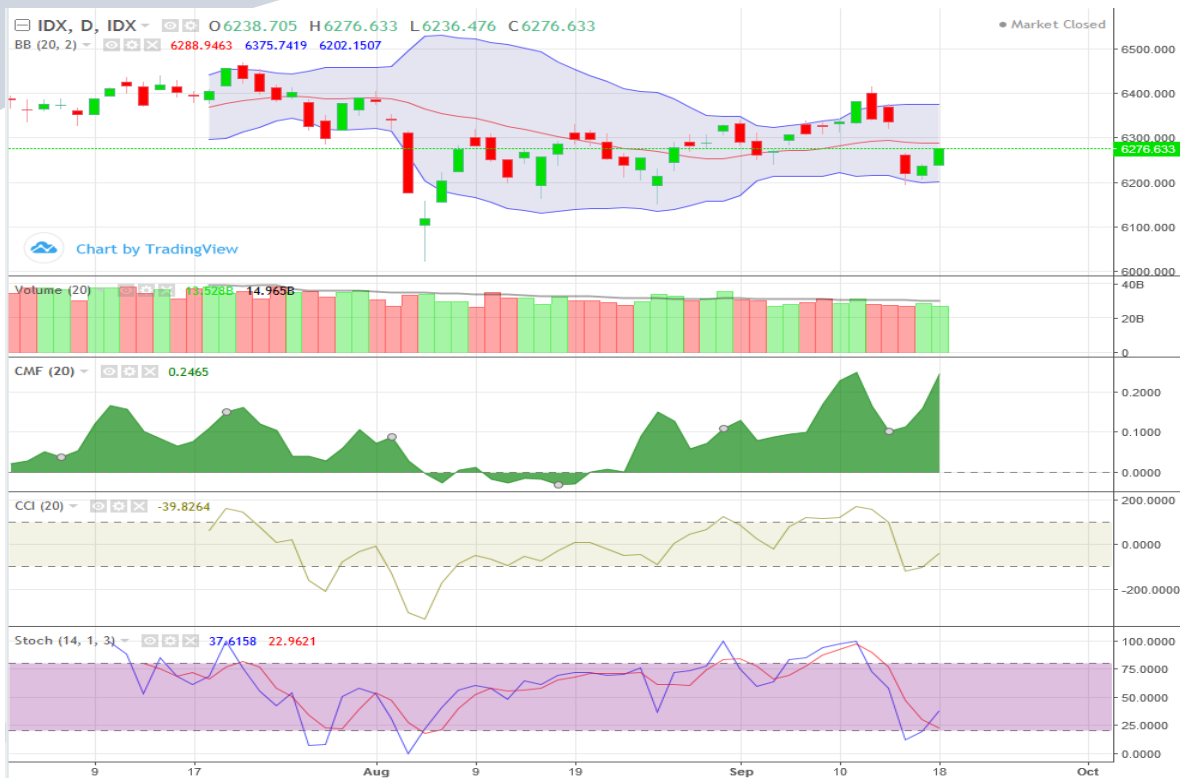 IDX, D, IDX O6238.705 H6276.633 L6236.476 C6276.633
Market Closed
BB (20, 2) 6288.9463 6375.7419 6202.1507
6500.000
6400.000
6300.000
6276.633
6200.000
6100.000
6000.000
Chart by TradingView
Volume (20) 13.528B 14.965B
40B
20B
0
CMF (20) 0.2465
0.2000
0.1000
0.0000
CCI (20) -39.8264
200.0000
0.0000
-200.0000
Stoch (14, 1, 3) 37.6158 22.9621
100.0000
75.0000
50.0000
25.0000
0.0000
9 17 Aug 9 19 Sep 10 18 Oct